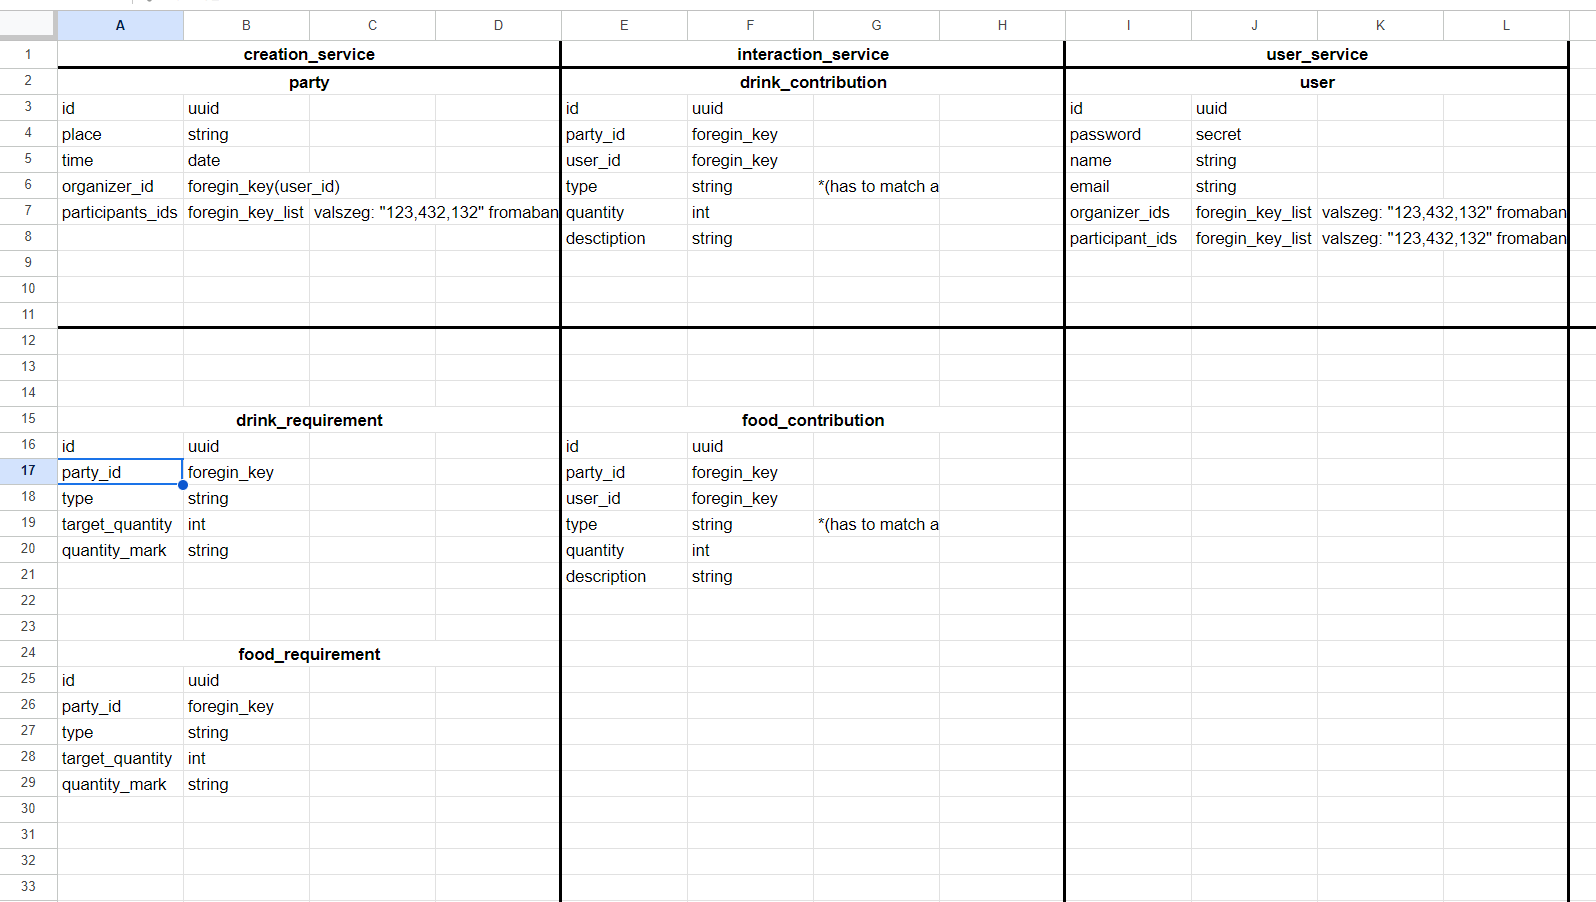 A B C D E F G H I J K L
1 creation_service interaction_service user_service
2 party drink_contribution user
3 id uuid id uuid id uuid
4 place string party_id foregin_key password secret
5 time date user_id foregin_key name string
6 organizer_id foregin_key(user_id) type string *(has to match a email string
7 participants_ids foregin_key_list valszeg: "123,432,132" fromaban quantity int organizer_ids foregin_key_list valszeg: "123,432,132" fromaban
8 desctiption string participant_ids foregin_key_list valszeg: "123,432,132" fromaban
9
10
11
12
13
14
15 drink_requirement food_contribution
16 id uuid id uuid
17 party_id foregin_key party_id foregin_key
18 type string user_id foregin_key
19 target_quantity int type string *(has to match a
20 quantity_mark string quantity int
21 description string
22
23
24 food_requirement
25 id uuid
26 party_id foregin_key
27 type string
28 target_quantity int
29 quantity_mark string
30
31
32
33